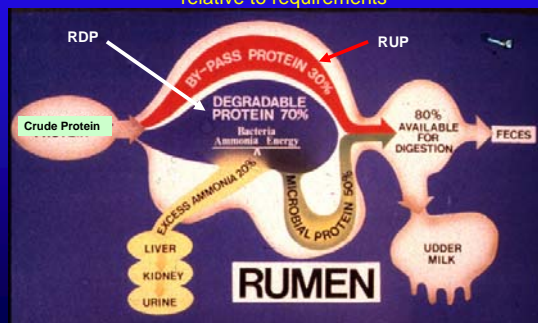 relative to requirements
RDP
RUP
BY-PASS PROTEIN 30%
DEGRADABLE
PROTEIN 70%
Bacteria
Ammonia Energy
Crude Protein
80%
AVAILABLE
FOR
DIGESTION
FECES
EXCESS AMMONIA 20%
MICROBIAL PROTEIN 50%
LIVER
KIDNEY
URINE
RUMEN
UDDER
MILK